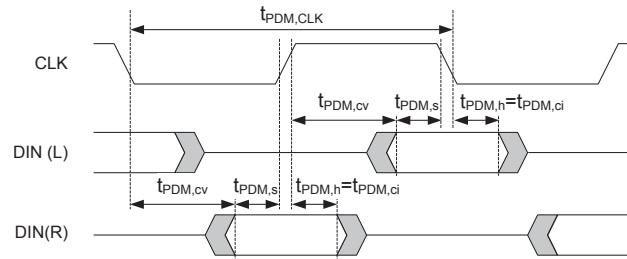 tPDM,CLK
CLK
tPDM,cv tPDM,s tPDM,h=tPDM,ci
DIN (L)
tPDM,cv tPDM,s tPDM,h=tPDM,ci
DIN(R)